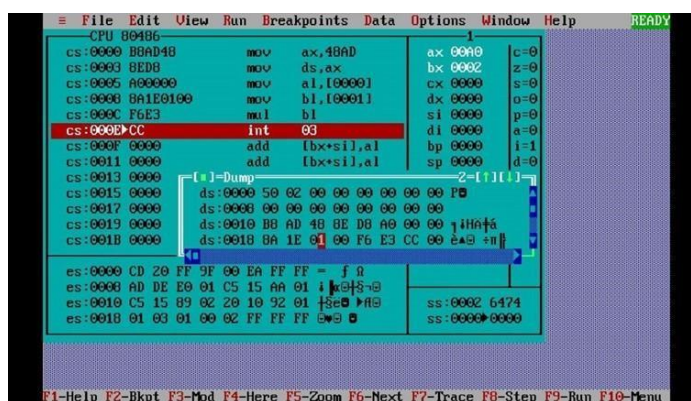 ≡ File Edit View Run Breakpoints Data Options Window Help READY
CPU 80486 1
cs:0000 B8AD48 mov ax,48AD ax 00A0 c=0
cs:0003 8ED8 mov ds,ax bx 0002 z=0
cs:0005 A00000 mov al,[0000] cx 0000 s=0
cs:0008 8A1E0100 mov bl,[0001] dx 0000 o=0
cs:000C F6E3 mul bl si 0000 p=0
cs:000E▶CC int 03 di 0000 a=0
cs:000F 0000 add [bx+si],al bp 0000 i=1
cs:0011 0000 add [bx+si],al sp 0000 d=0
cs:0013 0000 [■]=Dump 2=[↑][↓]
cs:0015 ds:0000 50 02 00 00 00 00 00 00 P☻
cs:0017 0000 ds:0008 00 00 00 00 00 00 00 00
cs:0019 0000 ds:0010 B8 AD 48 8E D8 A0 00 00 ╕¡HÄ╪á
cs:001B 0000 ds:0018 8A 1E 01 00 F6 E3 CC 00 è▲☺ ÷π╠
es:0000 CD 20 FF 9F 00 EA FF FF = ƒ Ω
es:0008 AD DE E0 01 C5 15 AA 01
es:0010 C5 15 89 02 20 10 92 01 ┼§ë☻ ▶Æ☺
es:0018 01 03 01 00 02 FF FF FF ☺♥☺ ☻
ss:0002 6474
ss:0000▶0000
F1-Help F2-Bkpt F3-Mod F4-Here F5-Zoom F6-Next F7-Trace F8-Step F9-Run F10-Menu